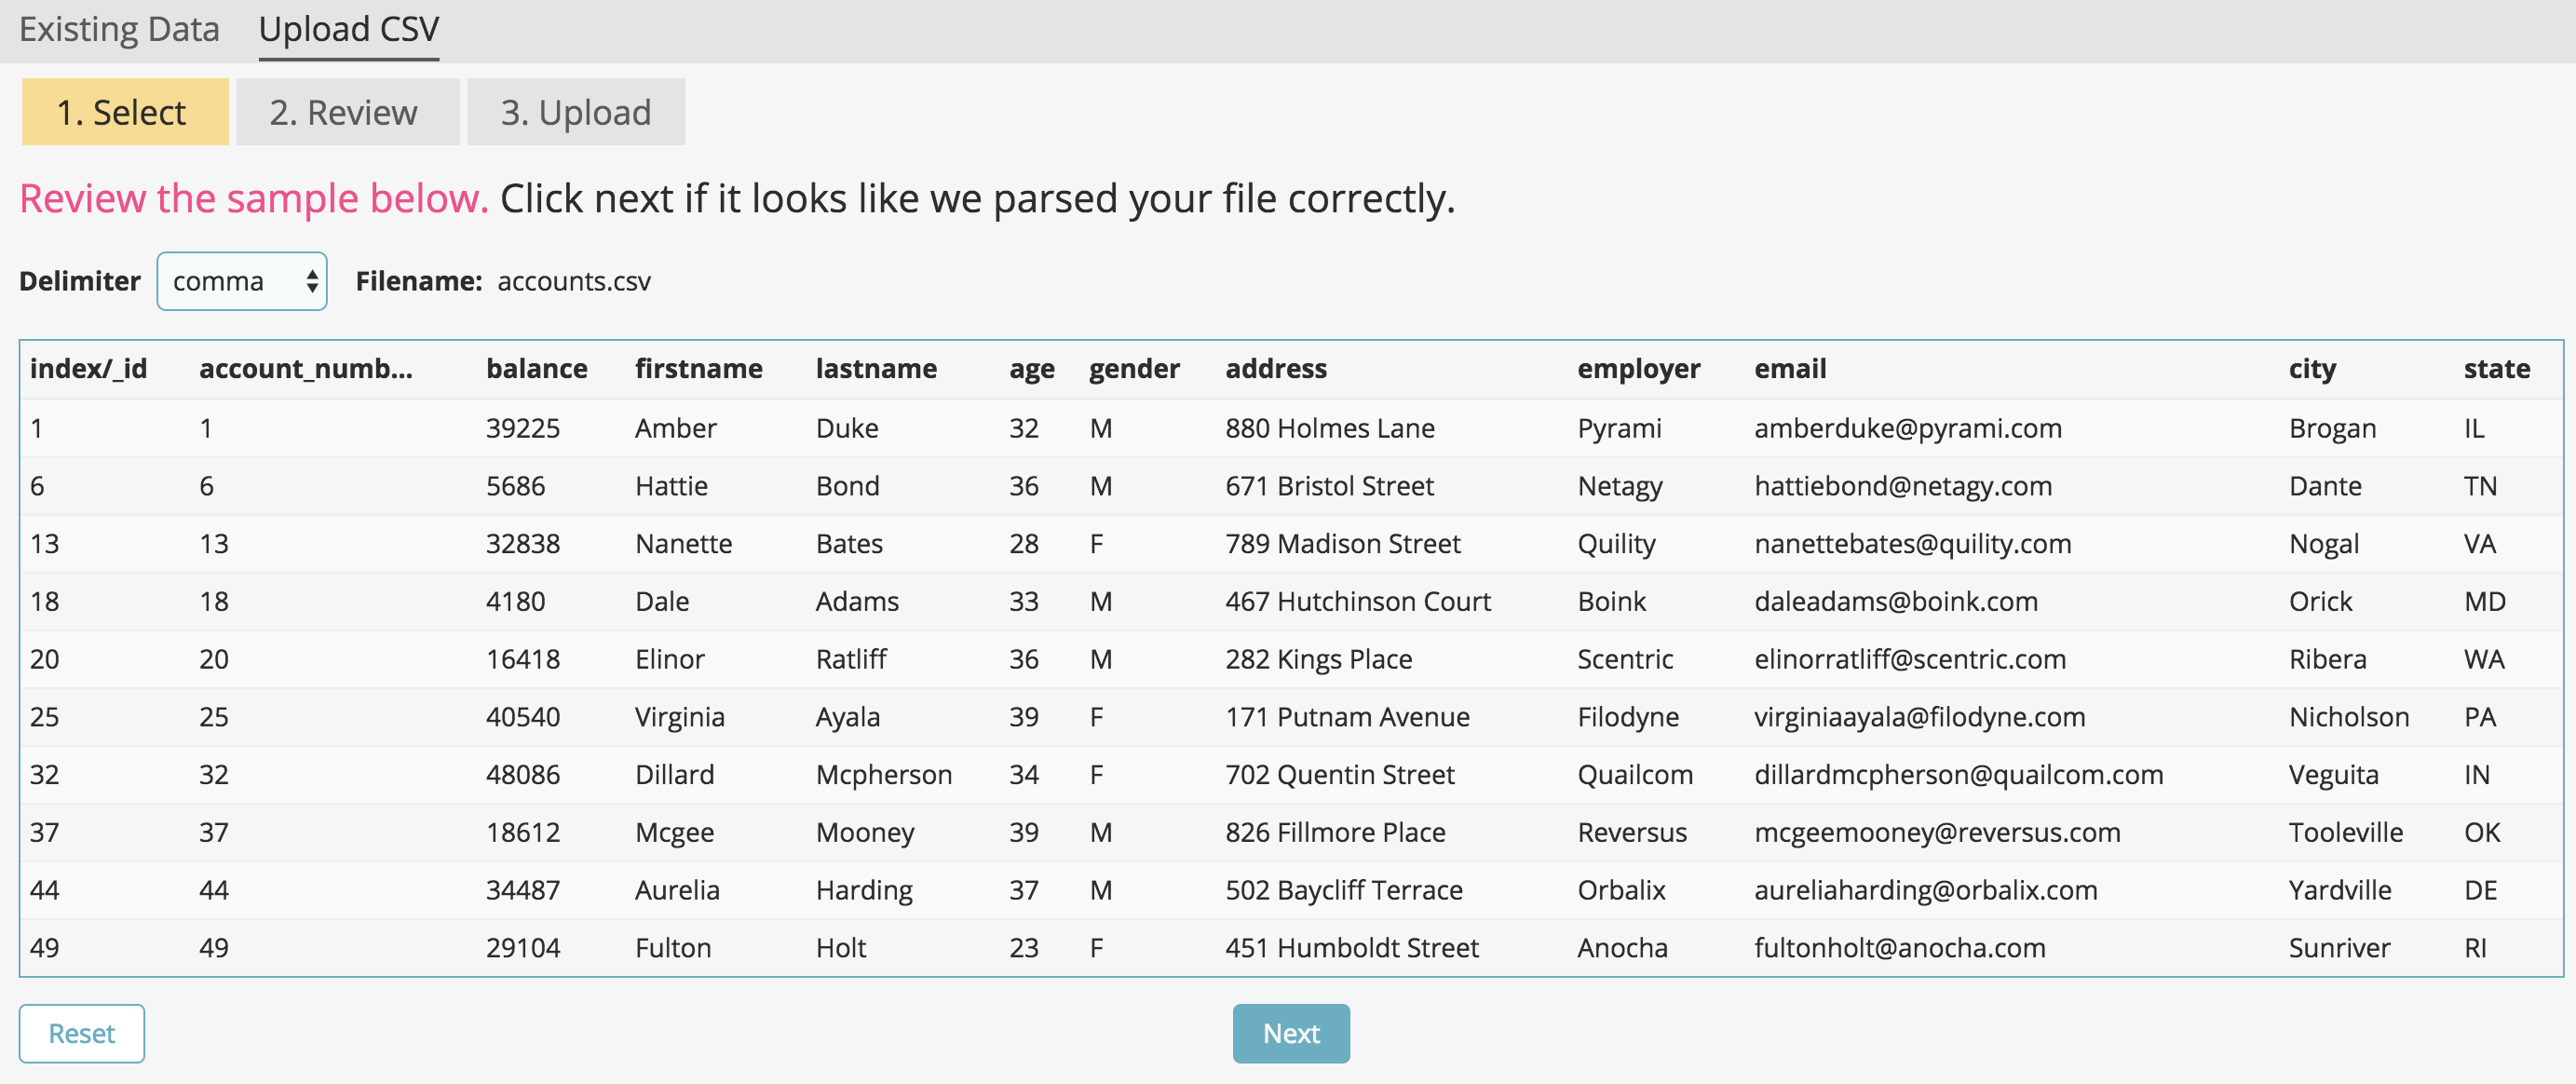 Existing Data Upload CSV
1. Select 2. Review 3. Upload
Review the sample below. Click next if it looks like we parsed your file correctly.
Delimiter comma Filename: accounts.csv
index/_id account_numb... balance firstname lastname age gender address employer email city state
1 1 39225 Amber Duke 32 M 880 Holmes Lane Pyrami amberduke@pyrami.com Brogan IL
6 6 5686 Hattie Bond 36 M 671 Bristol Street Netagy hattiebond@netagy.com Dante TN
13 13 32838 Nanette Bates 28 F 789 Madison Street Quility nanettebates@quility.com Nogal VA
18 18 4180 Dale Adams 33 M 467 Hutchinson Court Boink daleadams@boink.com Orick MD
20 20 16418 Elinor Ratliff 36 M 282 Kings Place Scentric elinorratliff@scentric.com Ribera WA
25 25 40540 Virginia Ayala 39 F 171 Putnam Avenue Filodyne virginiaayala@filodyne.com Nicholson PA
32 32 48086 Dillard Mcpherson 34 F 702 Quentin Street Quailcom dillardmcpherson@quailcom.com Veguita IN
37 37 18612 Mcgee Mooney 39 M 826 Fillmore Place Reversus mcgeemooney@reversus.com Tooleville OK
44 44 34487 Aurelia Harding 37 M 502 Baycliff Terrace Orbalix aureliaharding@orbalix.com Yardville DE
49 49 29104 Fulton Holt 23 F 451 Humboldt Street Anocha fultonholt@anocha.com Sunriver RI
Reset Next